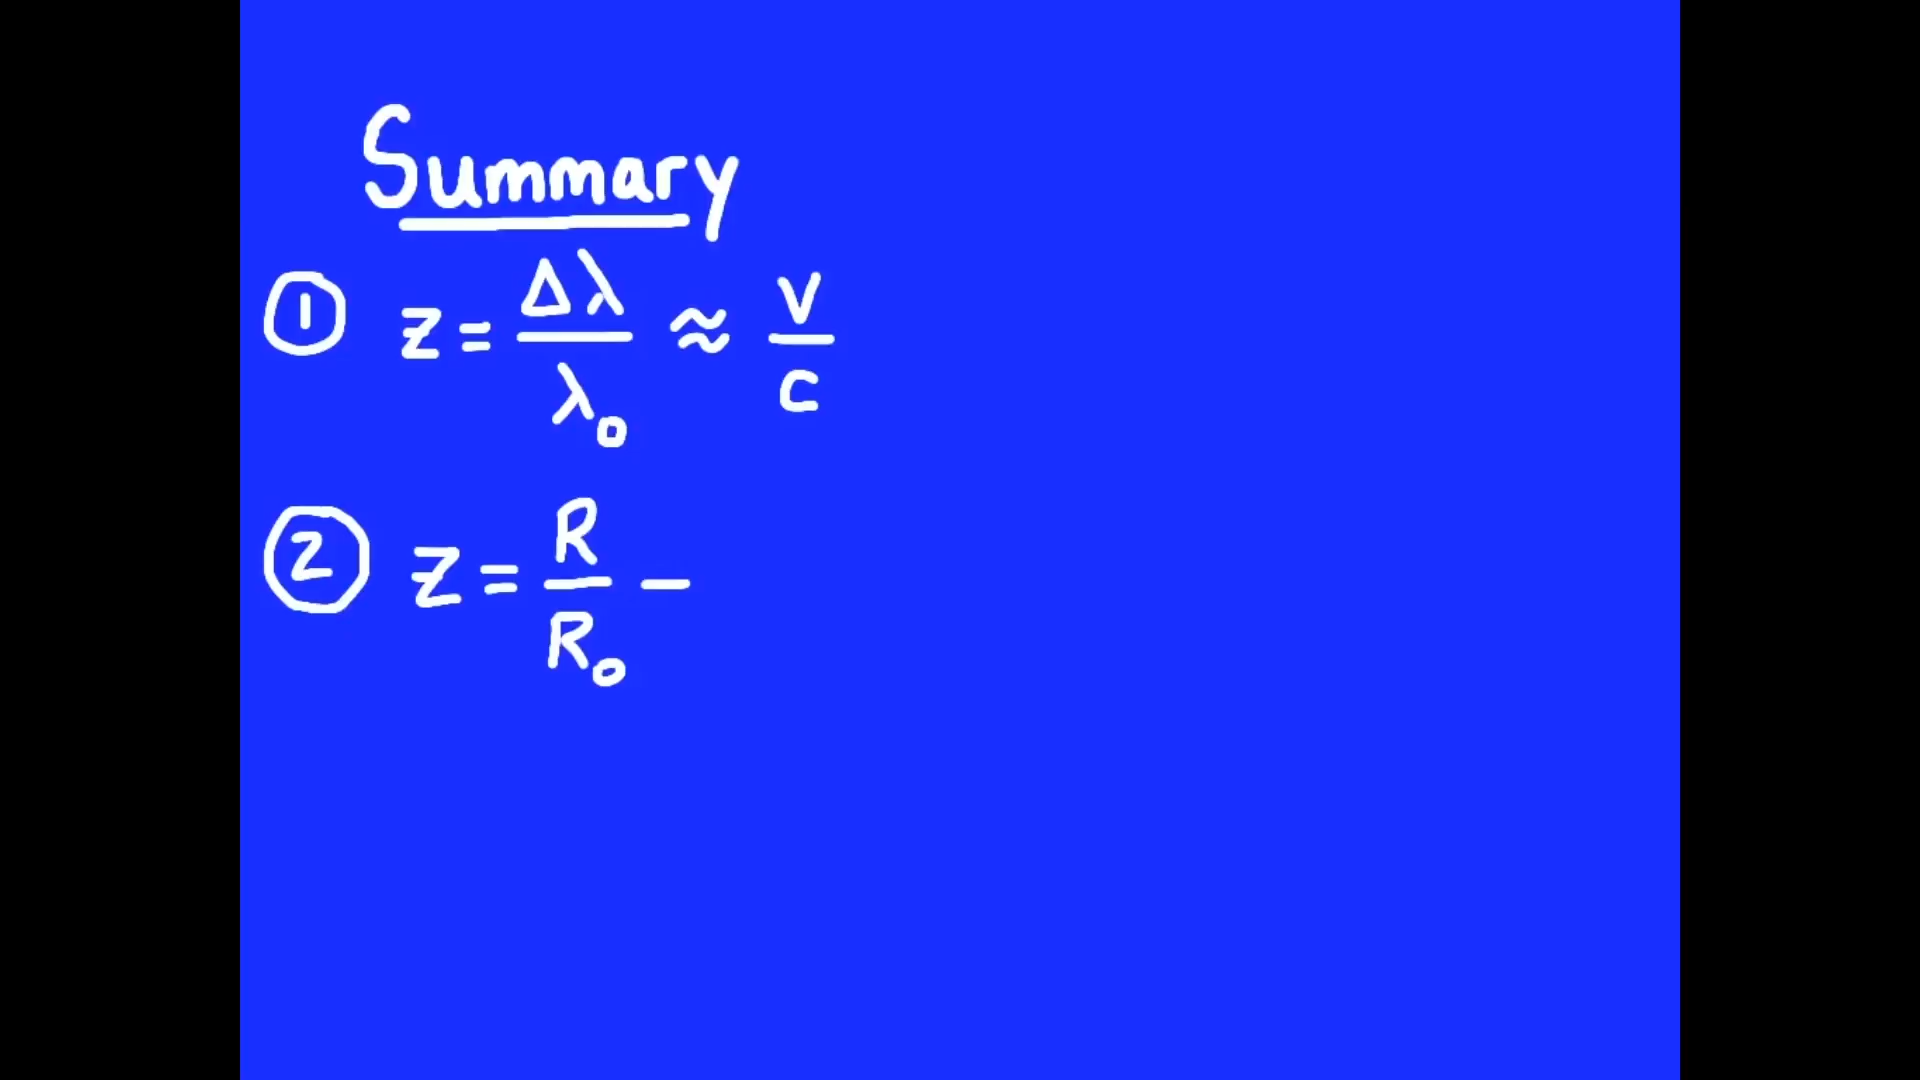 Summary
① z = Δλ/λ₀ ≈ v/c
② z = R/R₀ −